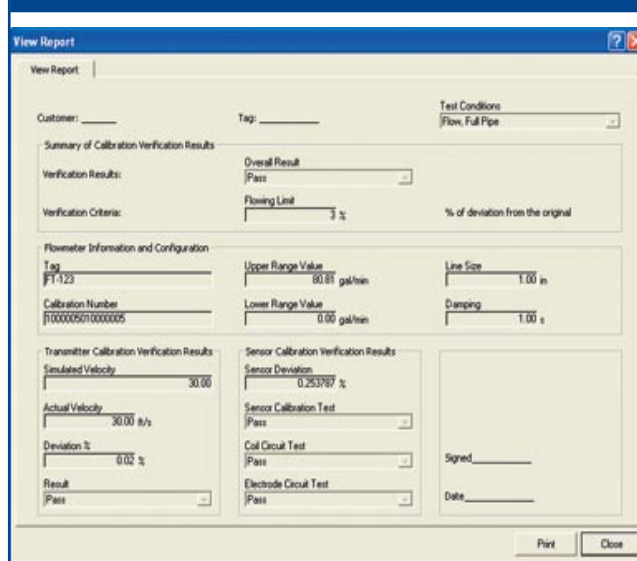 View Report
View Report
Customer: ______ Tag: __________ Test Conditions
Flow, Full Pipe
Summary of Calibration Verification Results
Overall Result
Verification Results: Pass
Flowing Limit
Verification Criteria: 3 % % of deviation from the original
Flowmeter Information and Configuration
Tag Upper Range Value Line Size
FT-123 80.81 gal/min 1.00 in
Calibration Number Lower Range Value Damping
1000005010000005 0.00 gal/min 1.00 s
Transmitter Calibration Verification Results
Simulated Velocity
30.00
Actual Velocity
30.00 ft/s
Deviation %
0.02 %
Result
Pass
Sensor Calibration Verification Results
Sensor Deviation
0.253787 %
Sensor Calibration Test
Pass
Coil Circuit Test
Pass
Electrode Circuit Test
Pass
Signed__________
Date__________
Print Close